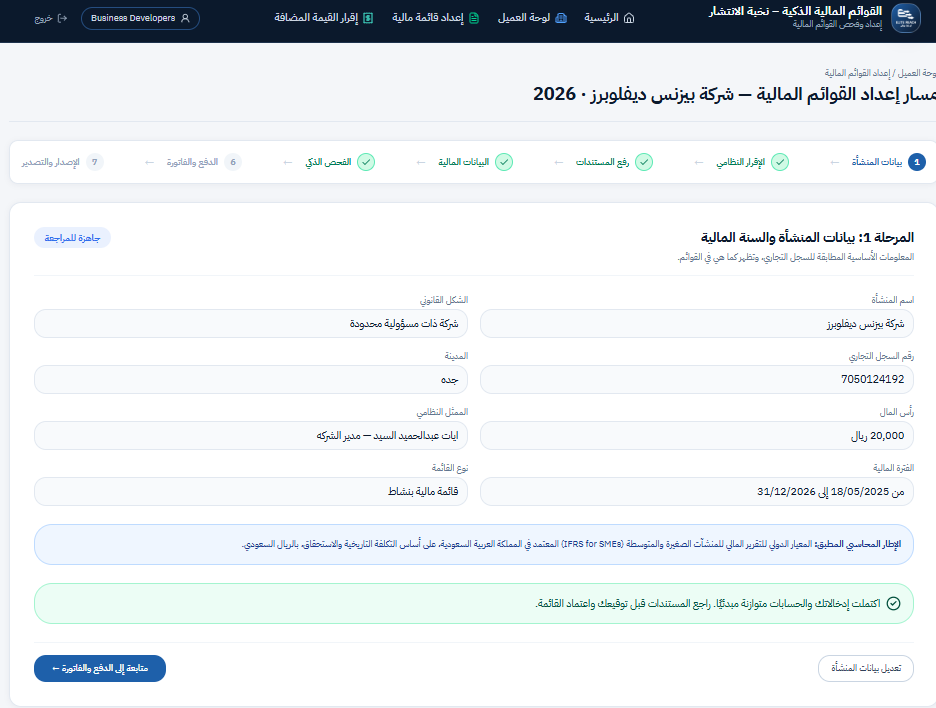 القوائم المالية الذكية – نخبة الانتشار
إعداد وفحص القوائم المالية
الرئيسية
لوحة العميل
إعداد قائمة مالية
إقرار القيمة المضافة
Business Developers
خروج
وحة العميل / إعداد القوائم المالية
مسار إعداد القوائم المالية — شركة بيزنس ديفلوبرز · 2026
1 بيانات المنشأة ←
الإقرار النظامي ←
رفع المستندات ←
البيانات المالية ←
الفحص الذكي ←
6 الدفع والفاتورة ←
7 الإصدار والتصدير
المرحلة 1: بيانات المنشأة والسنة المالية
جاهزة للمراجعة
المعلومات الأساسية المطابقة للسجل التجاري، وتظهر كما هي في القوائم.
اسم المنشأة
شركة بيزنس ديفلوبرز
الشكل القانوني
شركة ذات مسؤولية محدودة
رقم السجل التجاري
7050124192
المدينة
جده
رأس المال
20,000 ريال
الممثل النظامي
ايات عبدالحميد السيد — مدير الشركه
الفترة المالية
من 18/05/2025 إلى 31/12/2026
نوع القائمة
قائمة مالية بنشاط
الإطار المحاسبي المطبق: المعيار الدولي للتقرير المالي للمنشآت الصغيرة والمتوسطة (IFRS for SMEs) المعتمد في المملكة العربية السعودية، على أساس التكلفة التاريخية والاستحقاق، بالريال السعودي.
اكتملت إدخالاتك والحسابات متوازنة مبدئيًا. راجع المستندات قبل توقيعك واعتماد القائمة.
تعديل بيانات المنشأة
متابعة إلى الدفع والفاتورة ←